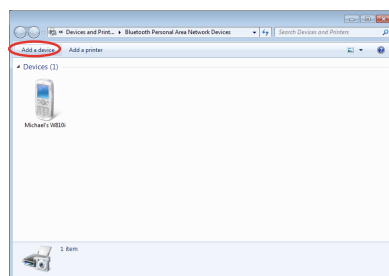 « Devices and Print... ▸ Bluetooth Personal Area Network Devices
Search Devices and Printers
Add a device
Add a printer
Devices (1)
Michael's W810i
1 item